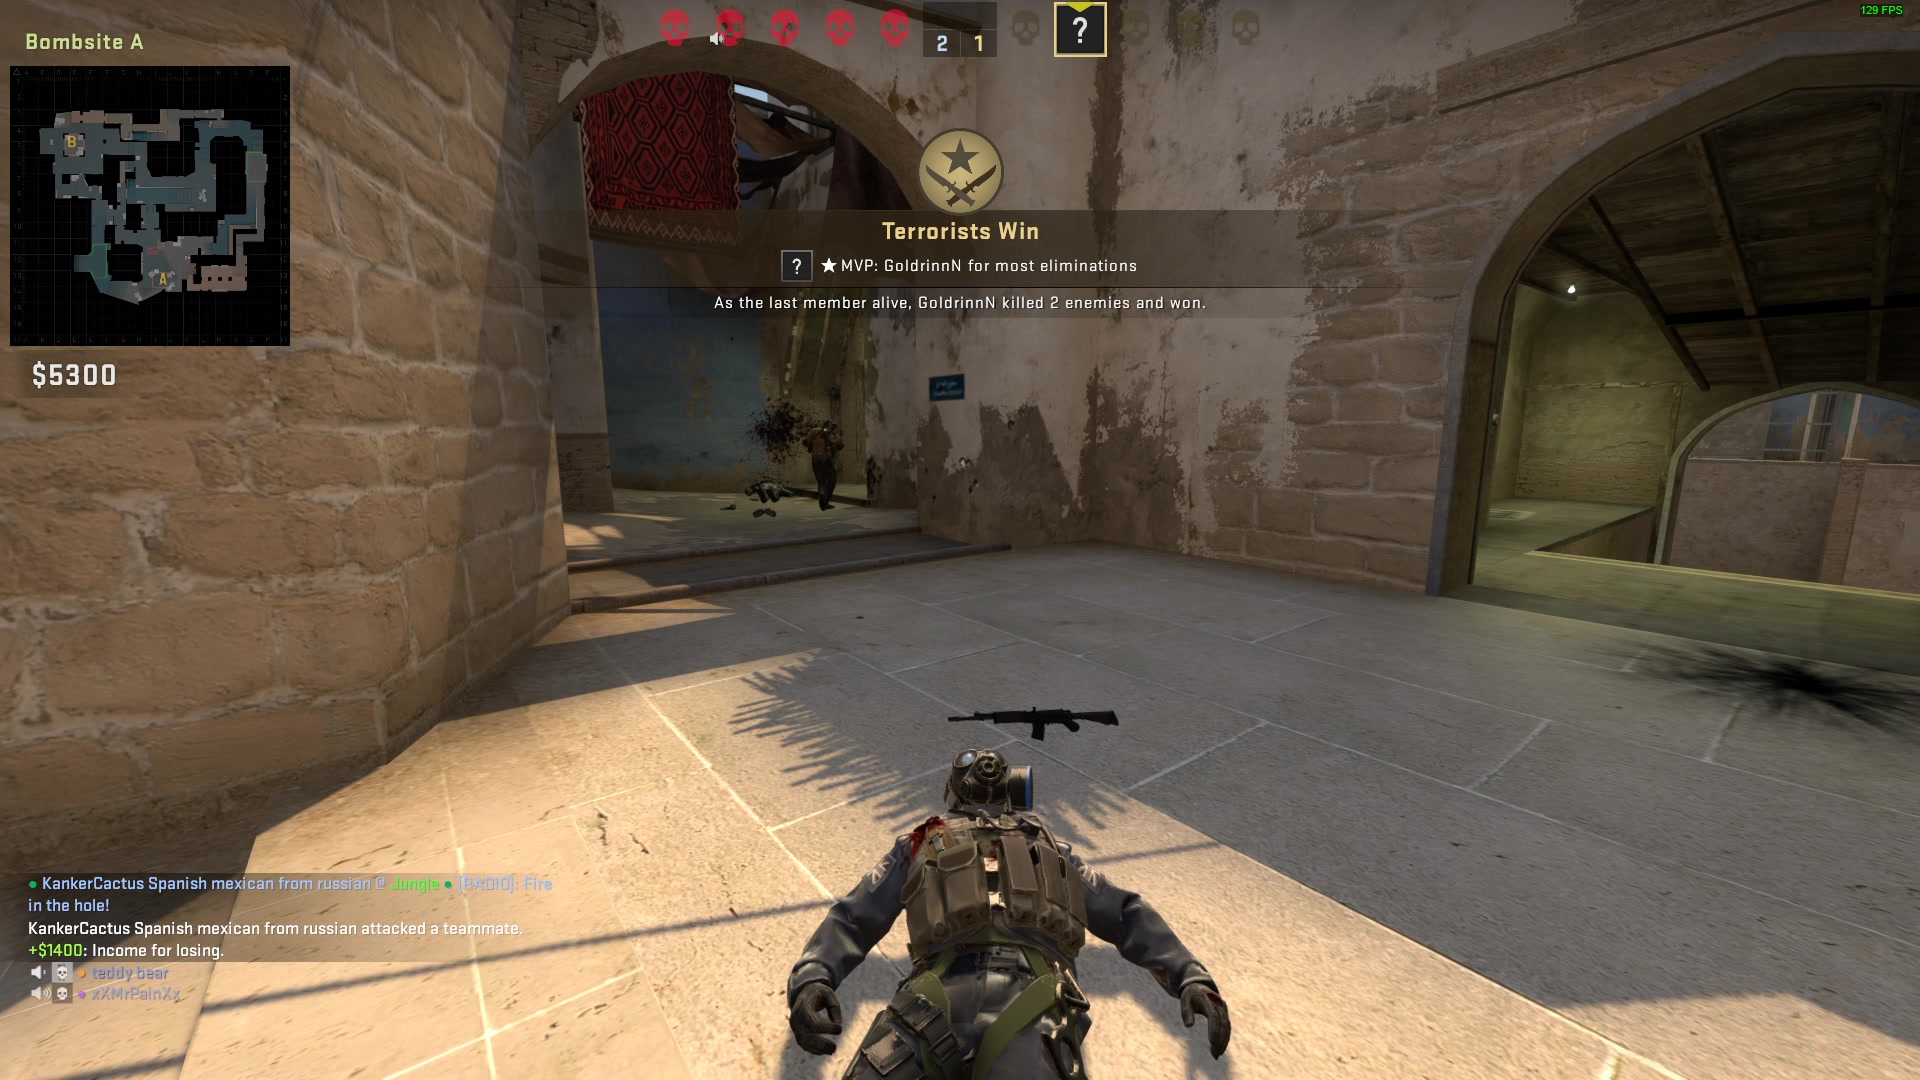 129 FPS
Bombsite A
?
2 1
B
A
Terrorists Win
? MVP: GoldrinnN for most eliminations
As the last member alive, GoldrinnN killed 2 enemies and won.
$5300
KankerCactus Spanish mexican from russian @ Jungle ● [RADIO]: Fire
in the hole!
KankerCactus Spanish mexican from russian attacked a teammate.
+$1400: Income for losing.
teddy bear
xXMrPainXx